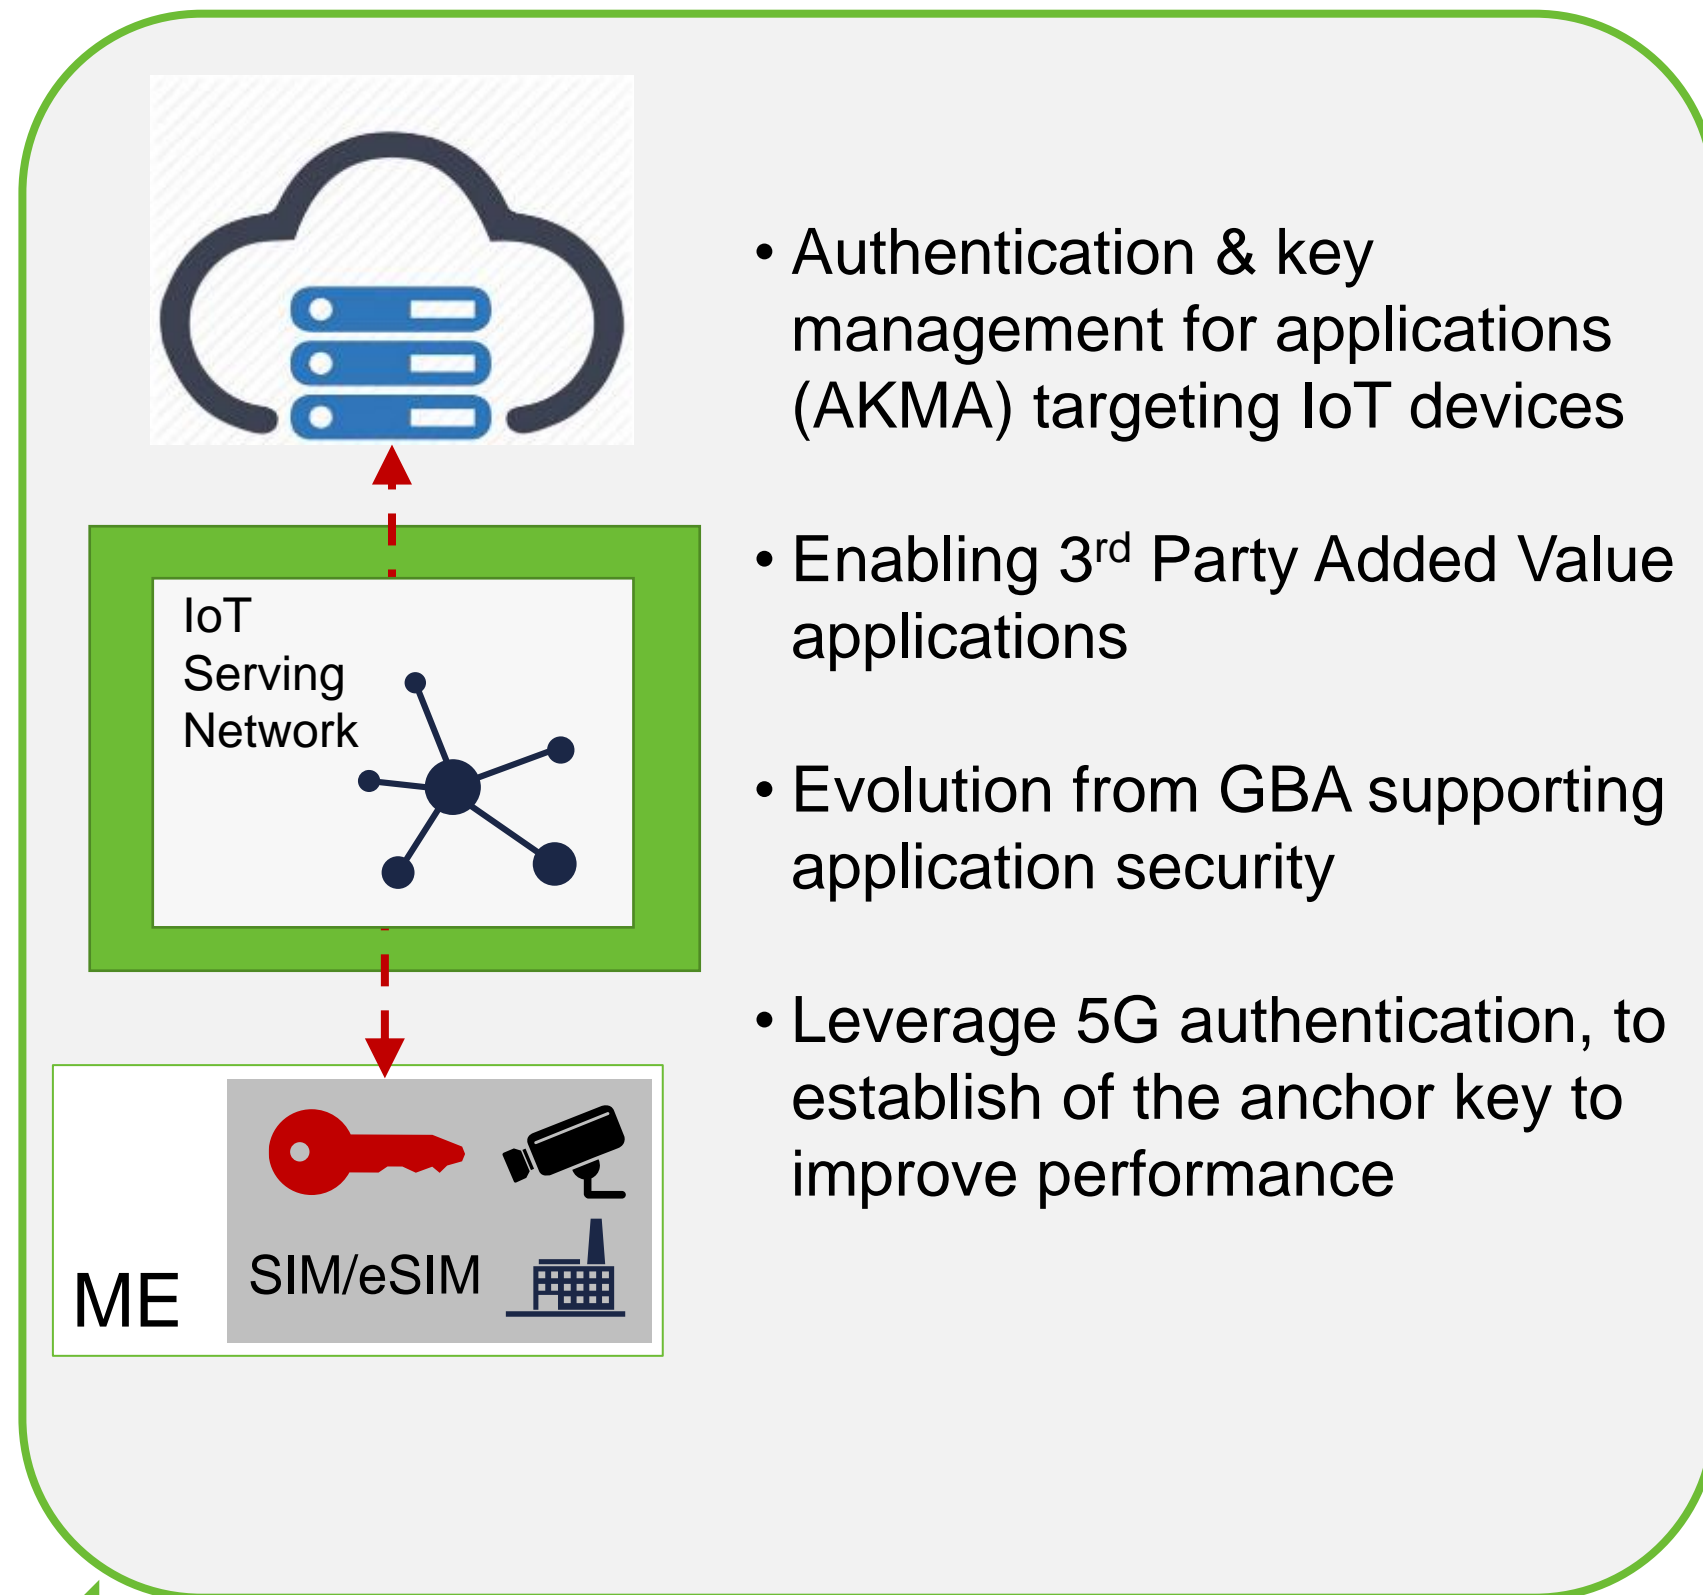 IoT
Serving
Network
ME
SIM/eSIM
• Authentication & key
management for applications
(AKMA) targeting IoT devices
• Enabling 3rd Party Added Value
applications
• Evolution from GBA supporting
application security
• Leverage 5G authentication, to
establish of the anchor key to
improve performance